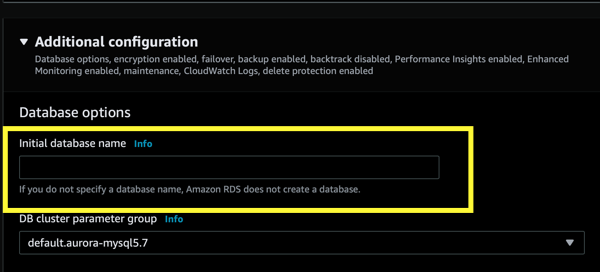 Additional configuration
Database options, encryption enabled, failover, backup enabled, backtrack disabled, Performance Insights enabled, Enhanced
Monitoring enabled, maintenance, CloudWatch Logs, delete protection enabled
Database options
Initial database name Info
If you do not specify a database name, Amazon RDS does not create a database.
DB cluster parameter group Info
default.aurora-mysql5.7